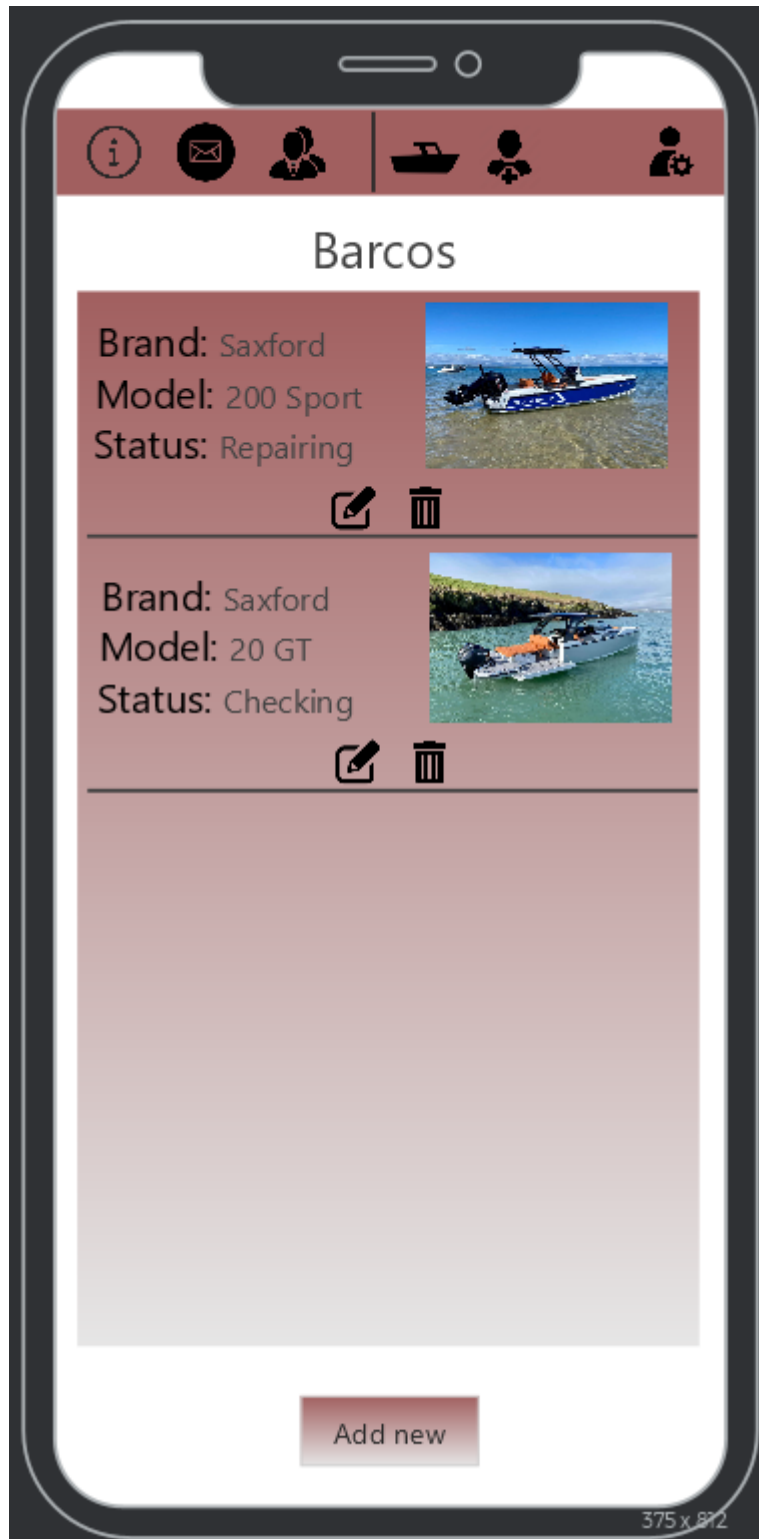 Barcos
Brand: Saxford
Model: 200 Sport
Status: Repairing
Brand: Saxford
Model: 20 GT
Status: Checking
Add new
375 x 812